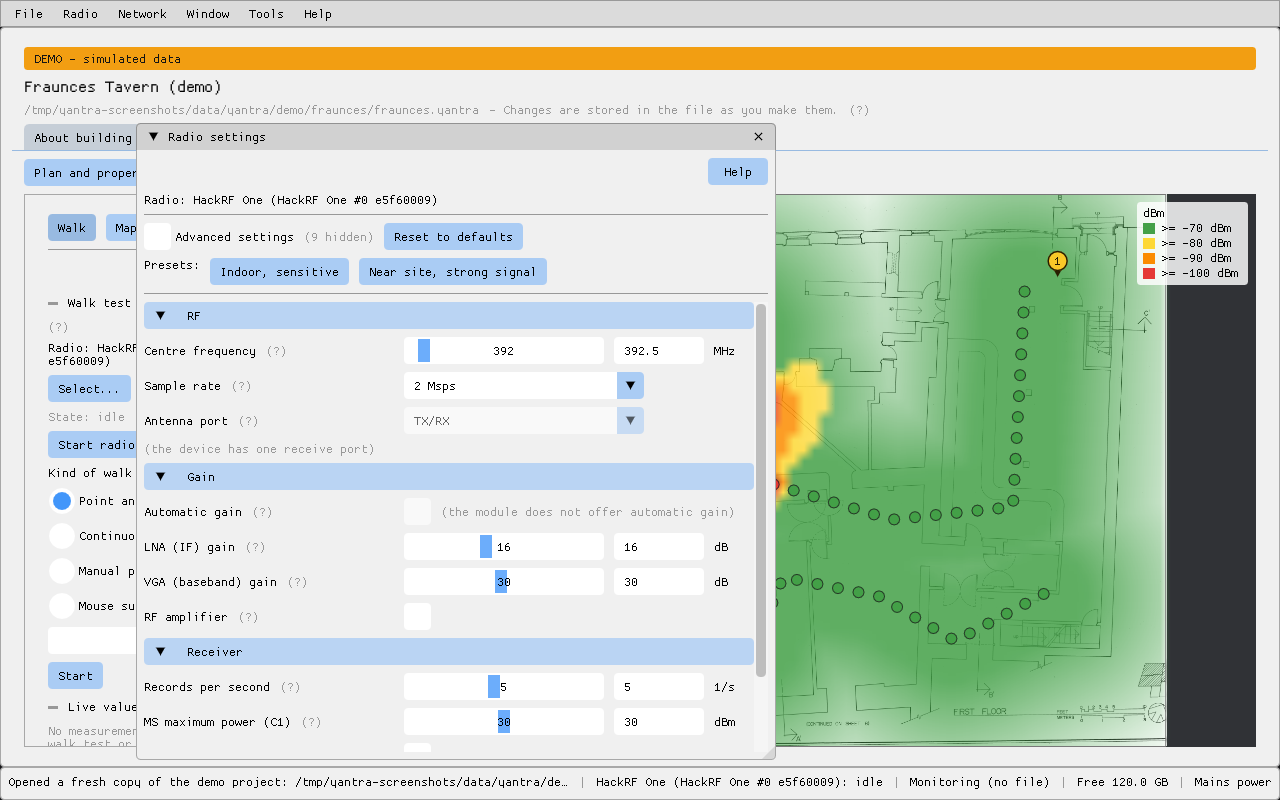 File Radio Network Window Tools Help
DEMO - simulated data
Fraunces Tavern (demo)
/tmp/yantra-screenshots/data/yantra/demo/fraunces/fraunces.yantra - Changes are stored in the file as you make them. (?)
About building
Plan and proper
Walk Map
Walk test
(?)
Radio: HackRF
e5f60009)
Select...
State: idle
Start radio
Kind of walk
Point an
Continuo
Manual p
Mouse su
Start
Live value
No measuremen
walk test or
Radio settings
Help
Radio: HackRF One (HackRF One #0 e5f60009)
Advanced settings (9 hidden) Reset to defaults
Presets: Indoor, sensitive Near site, strong signal
RF
Centre frequency (?) 392 392.5 MHz
Sample rate (?) 2 Msps
Antenna port (?) TX/RX
(the device has one receive port)
Gain
Automatic gain (?) (the module does not offer automatic gain)
LNA (IF) gain (?) 16 16 dB
VGA (baseband) gain (?) 30 30 dB
RF amplifier (?)
Receiver
Records per second (?) 5 5 1/s
MS maximum power (C1) (?) 30 30 dBm
dBm
>= -70 dBm
>= -80 dBm
>= -90 dBm
>= -100 dBm
1
FIRST FLOOR
FEET
METERS
Opened a fresh copy of the demo project: /tmp/yantra-screenshots/data/yantra/de… | HackRF One (HackRF One #0 e5f60009): idle | Monitoring (no file) | Free 120.0 GB | Mains power